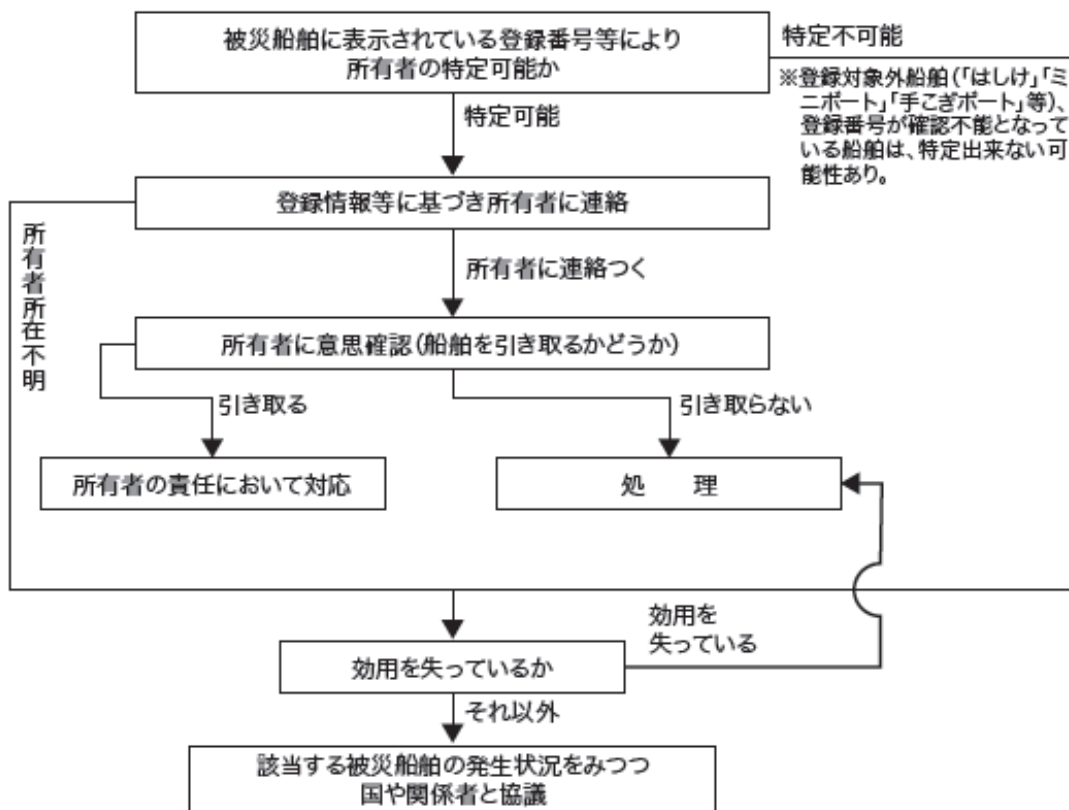 被災船舶に表示されている登録番号等により
所有者の特定可能か
特定不可能
※登録対象外船舶(「はしけ」「ミ
ニボート」「手こぎボート」等)、
登録番号が確認不能となって
いる船舶は、特定出来ない可
能性あり。
特定可能
登録情報等に基づき所有者に連絡
所有者所在不明
所有者に連絡つく
所有者に意思確認(船舶を引き取るかどうか)
引き取る
引き取らない
所有者の責任において対応
処 理
効用を
失っている
効用を失っているか
それ以外
該当する被災船舶の発生状況をみつつ
国や関係者と協議